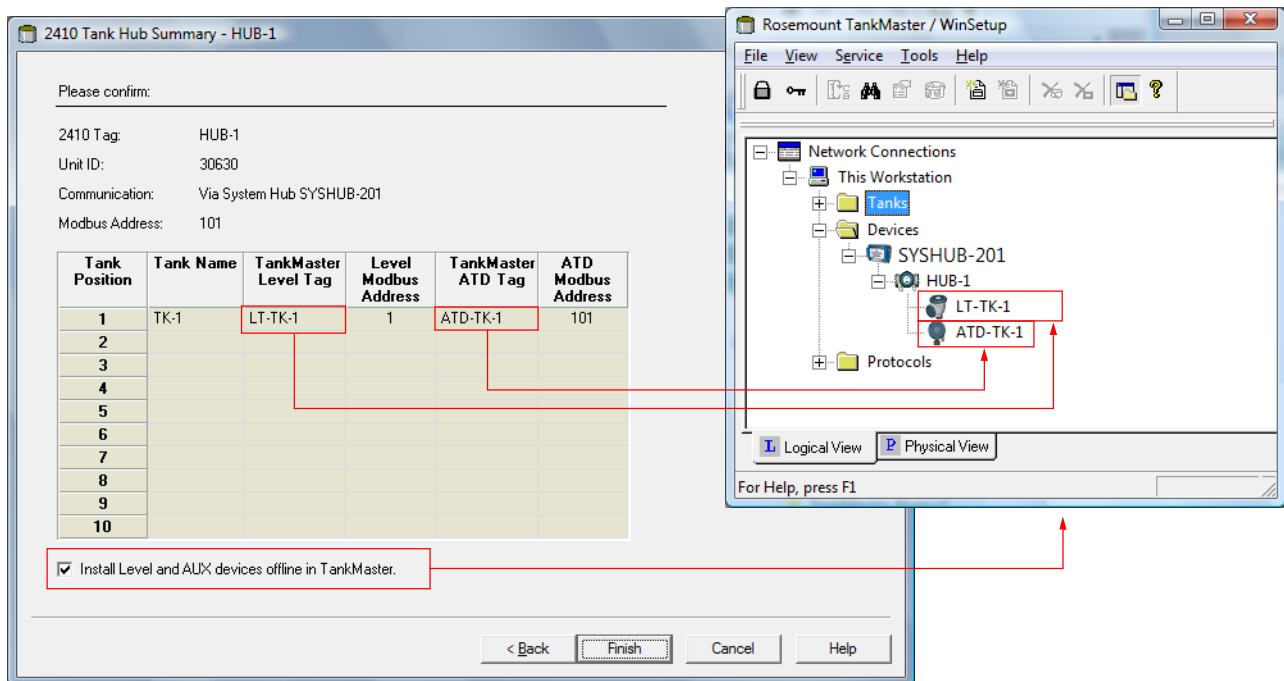 2410 Tank Hub Summary - HUB-1
Please confirm:
2410 Tag: HUB-1
Unit ID: 30630
Communication: Via System Hub SYSHUB-201
Modbus Address: 101
Tank Position Tank Name TankMaster Level Tag Level Modbus Address TankMaster ATD Tag ATD Modbus Address
1 TK-1 LT-TK-1 1 ATD-TK-1 101
2
3
4
5
6
7
8
9
10
Install Level and AUX devices offline in TankMaster.
< Back Finish Cancel Help
Rosemount TankMaster / WinSetup
File View Service Tools Help
Network Connections
This Workstation
Tanks
Devices
SYSHUB-201
HUB-1
LT-TK-1
ATD-TK-1
Protocols
L Logical View P Physical View
For Help, press F1